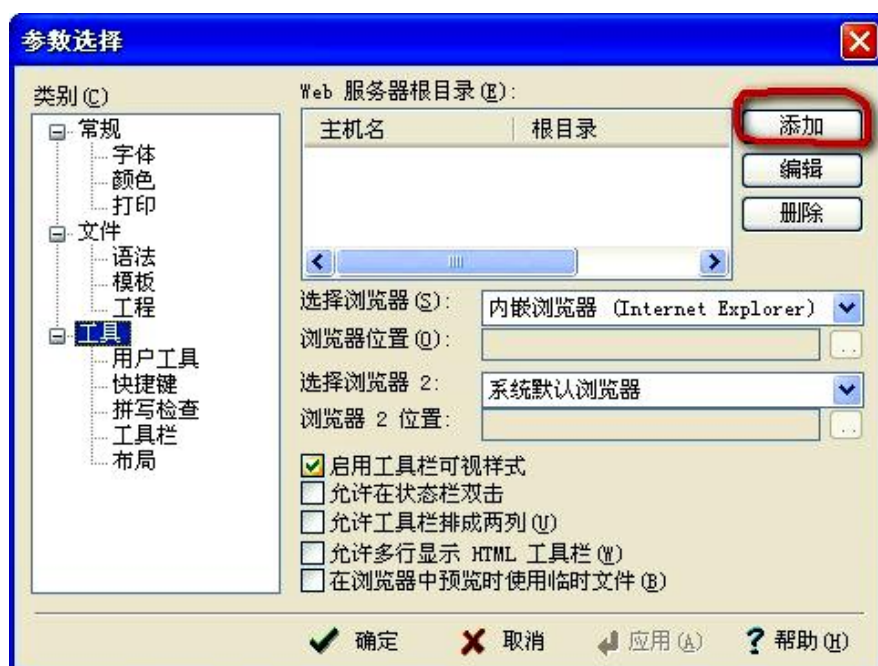 参数选择
类别(C)
常规
字体
颜色
打印
文件
语法
模板
工程
工具
用户工具
快捷键
拼写检查
工具栏
布局
Web 服务器根目录(E):
主机名 根目录
添加
编辑
删除
选择浏览器(S): 内嵌浏览器 (Internet Explorer)
浏览器位置(O): ..
选择浏览器 2: 系统默认浏览器
浏览器 2 位置: ..
启用工具栏可视样式
允许在状态栏双击
允许工具栏排成两列(U)
允许多行显示 HTML 工具栏(W)
在浏览器中预览时使用临时文件(B)
确定 取消 应用(A) 帮助(H)